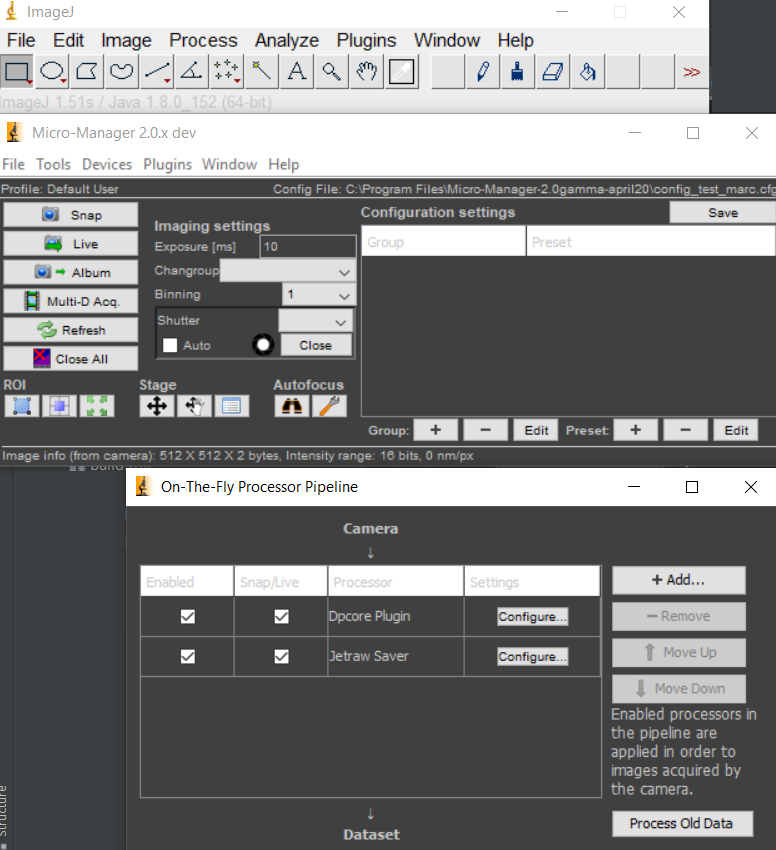 ImageJ
File Edit Image Process Analyze Plugins Window Help
A >>
ImageJ 1.51s / Java 1.8.0_152 (64-bit)
Micro-Manager 2.0.x dev
File Tools Devices Plugins Window Help
Profile: Default User Config File: C:\Program Files\Micro-Manager-2.0gamma-april20\config_test_marc.cfg
Snap
Live
Album
Multi-D Acq.
Refresh
Close All
Imaging settings
Exposure [ms] 10
Changroup
Binning 1
Shutter
Auto Close
Configuration settings Save
Group Preset
ROI Stage Autofocus
Group: + − Edit Preset: + − Edit
Image info (from camera): 512 X 512 X 2 bytes, Intensity range: 16 bits, 0 nm/px
On-The-Fly Processor Pipeline
Camera
↓
Enabled Snap/Live Processor Settings
Dpcore Plugin Configure...
Jetraw Saver Configure...
+ Add...
− Remove
Move Up
Move Down
Enabled processors in
the pipeline are
applied in order to
images acquired by
the camera.
Process Old Data
↓
Dataset
Structure